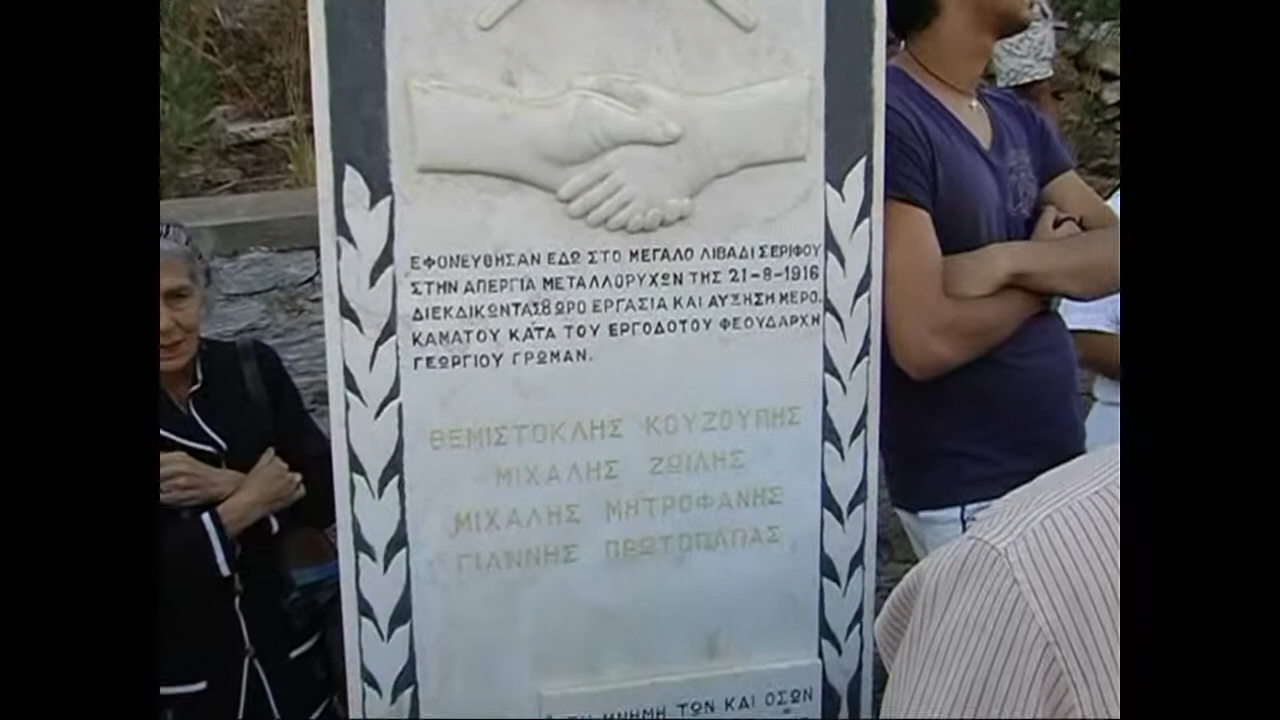 ΕΦΟΝΕΥΘΗΣΑΝ ΕΔΩ ΣΤΟ ΜΕΓΑΛΟ ΛΙΒΑΔΙ ΣΕΡΙΦΟΥ
ΣΤΗΝ ΑΠΕΡΓΙΑ ΜΕΤΑΛΛΟΡΥΧΩΝ ΤΗΣ 21-8-1916
ΔΙΕΚΔΙΚΩΝΤΑΣ 8ΩΡΟ ΕΡΓΑΣΙΑ ΚΑΙ ΑΥΞΗΣΗ ΜΕΡΟ.
ΚΑΜΑΤΟΥ ΚΑΤΑ ΤΟΥ ΕΡΓΟΔΟΤΟΥ ΦΕΟΥΔΑΡΧΗ
ΓΕΩΡΓΙΟΥ ΓΡΩΜΑΝ.
ΘΕΜΙΣΤΟΚΛΗΣ ΚΟΥΖΟΥΠΗΣ
ΜΙΧΑΛΗΣ ΖΩΙΛΗΣ
ΜΙΧΑΛΗΣ ΜΗΤΡΟΦΑΝΗΣ
ΓΙΑΝΝΗΣ ΠΡΩΤΟΠΑΠΑΣ
ΜΝΗΜΗ ΤΩΝ ΚΑΙ ΟΣΩΝ